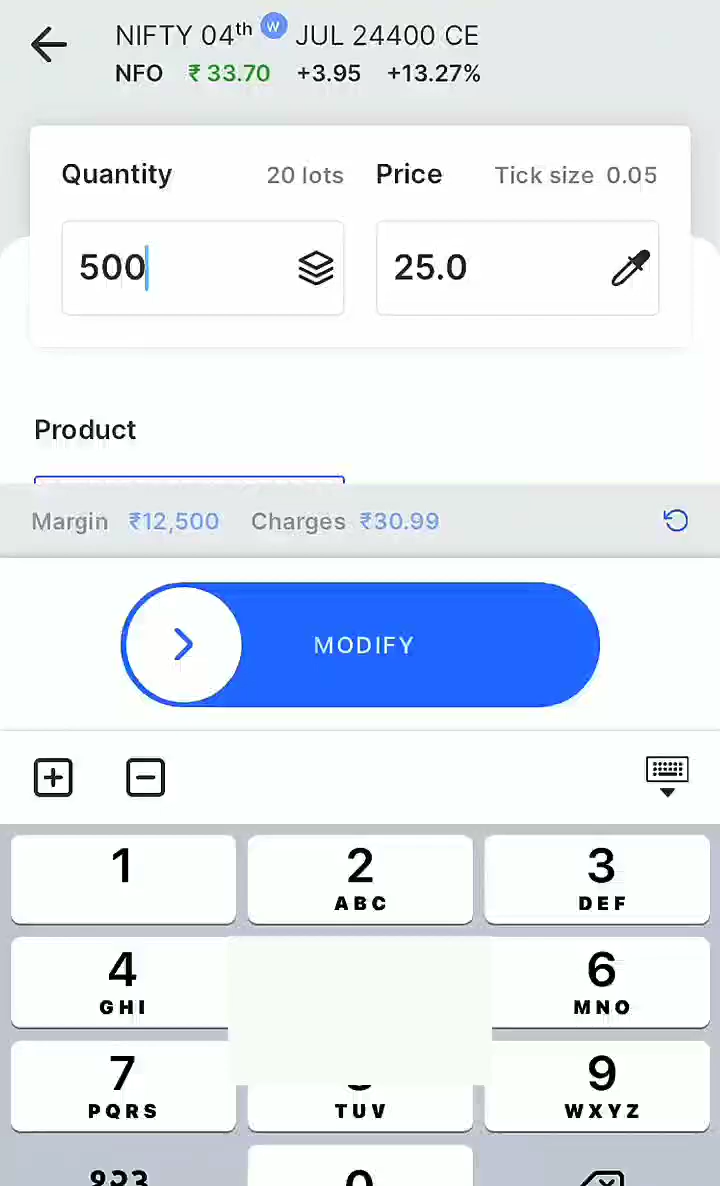 NIFTY 04th W JUL 24400 CE
NFO ₹ 33.70 +3.95 +13.27%
Quantity 20 lots Price Tick size 0.05
500 25.0
Product
Margin ₹12,500 Charges ₹30.99
MODIFY
1 2 3
ABC DEF
4 6
GHI MNO
7 9
PQRS TUV WXYZ
0